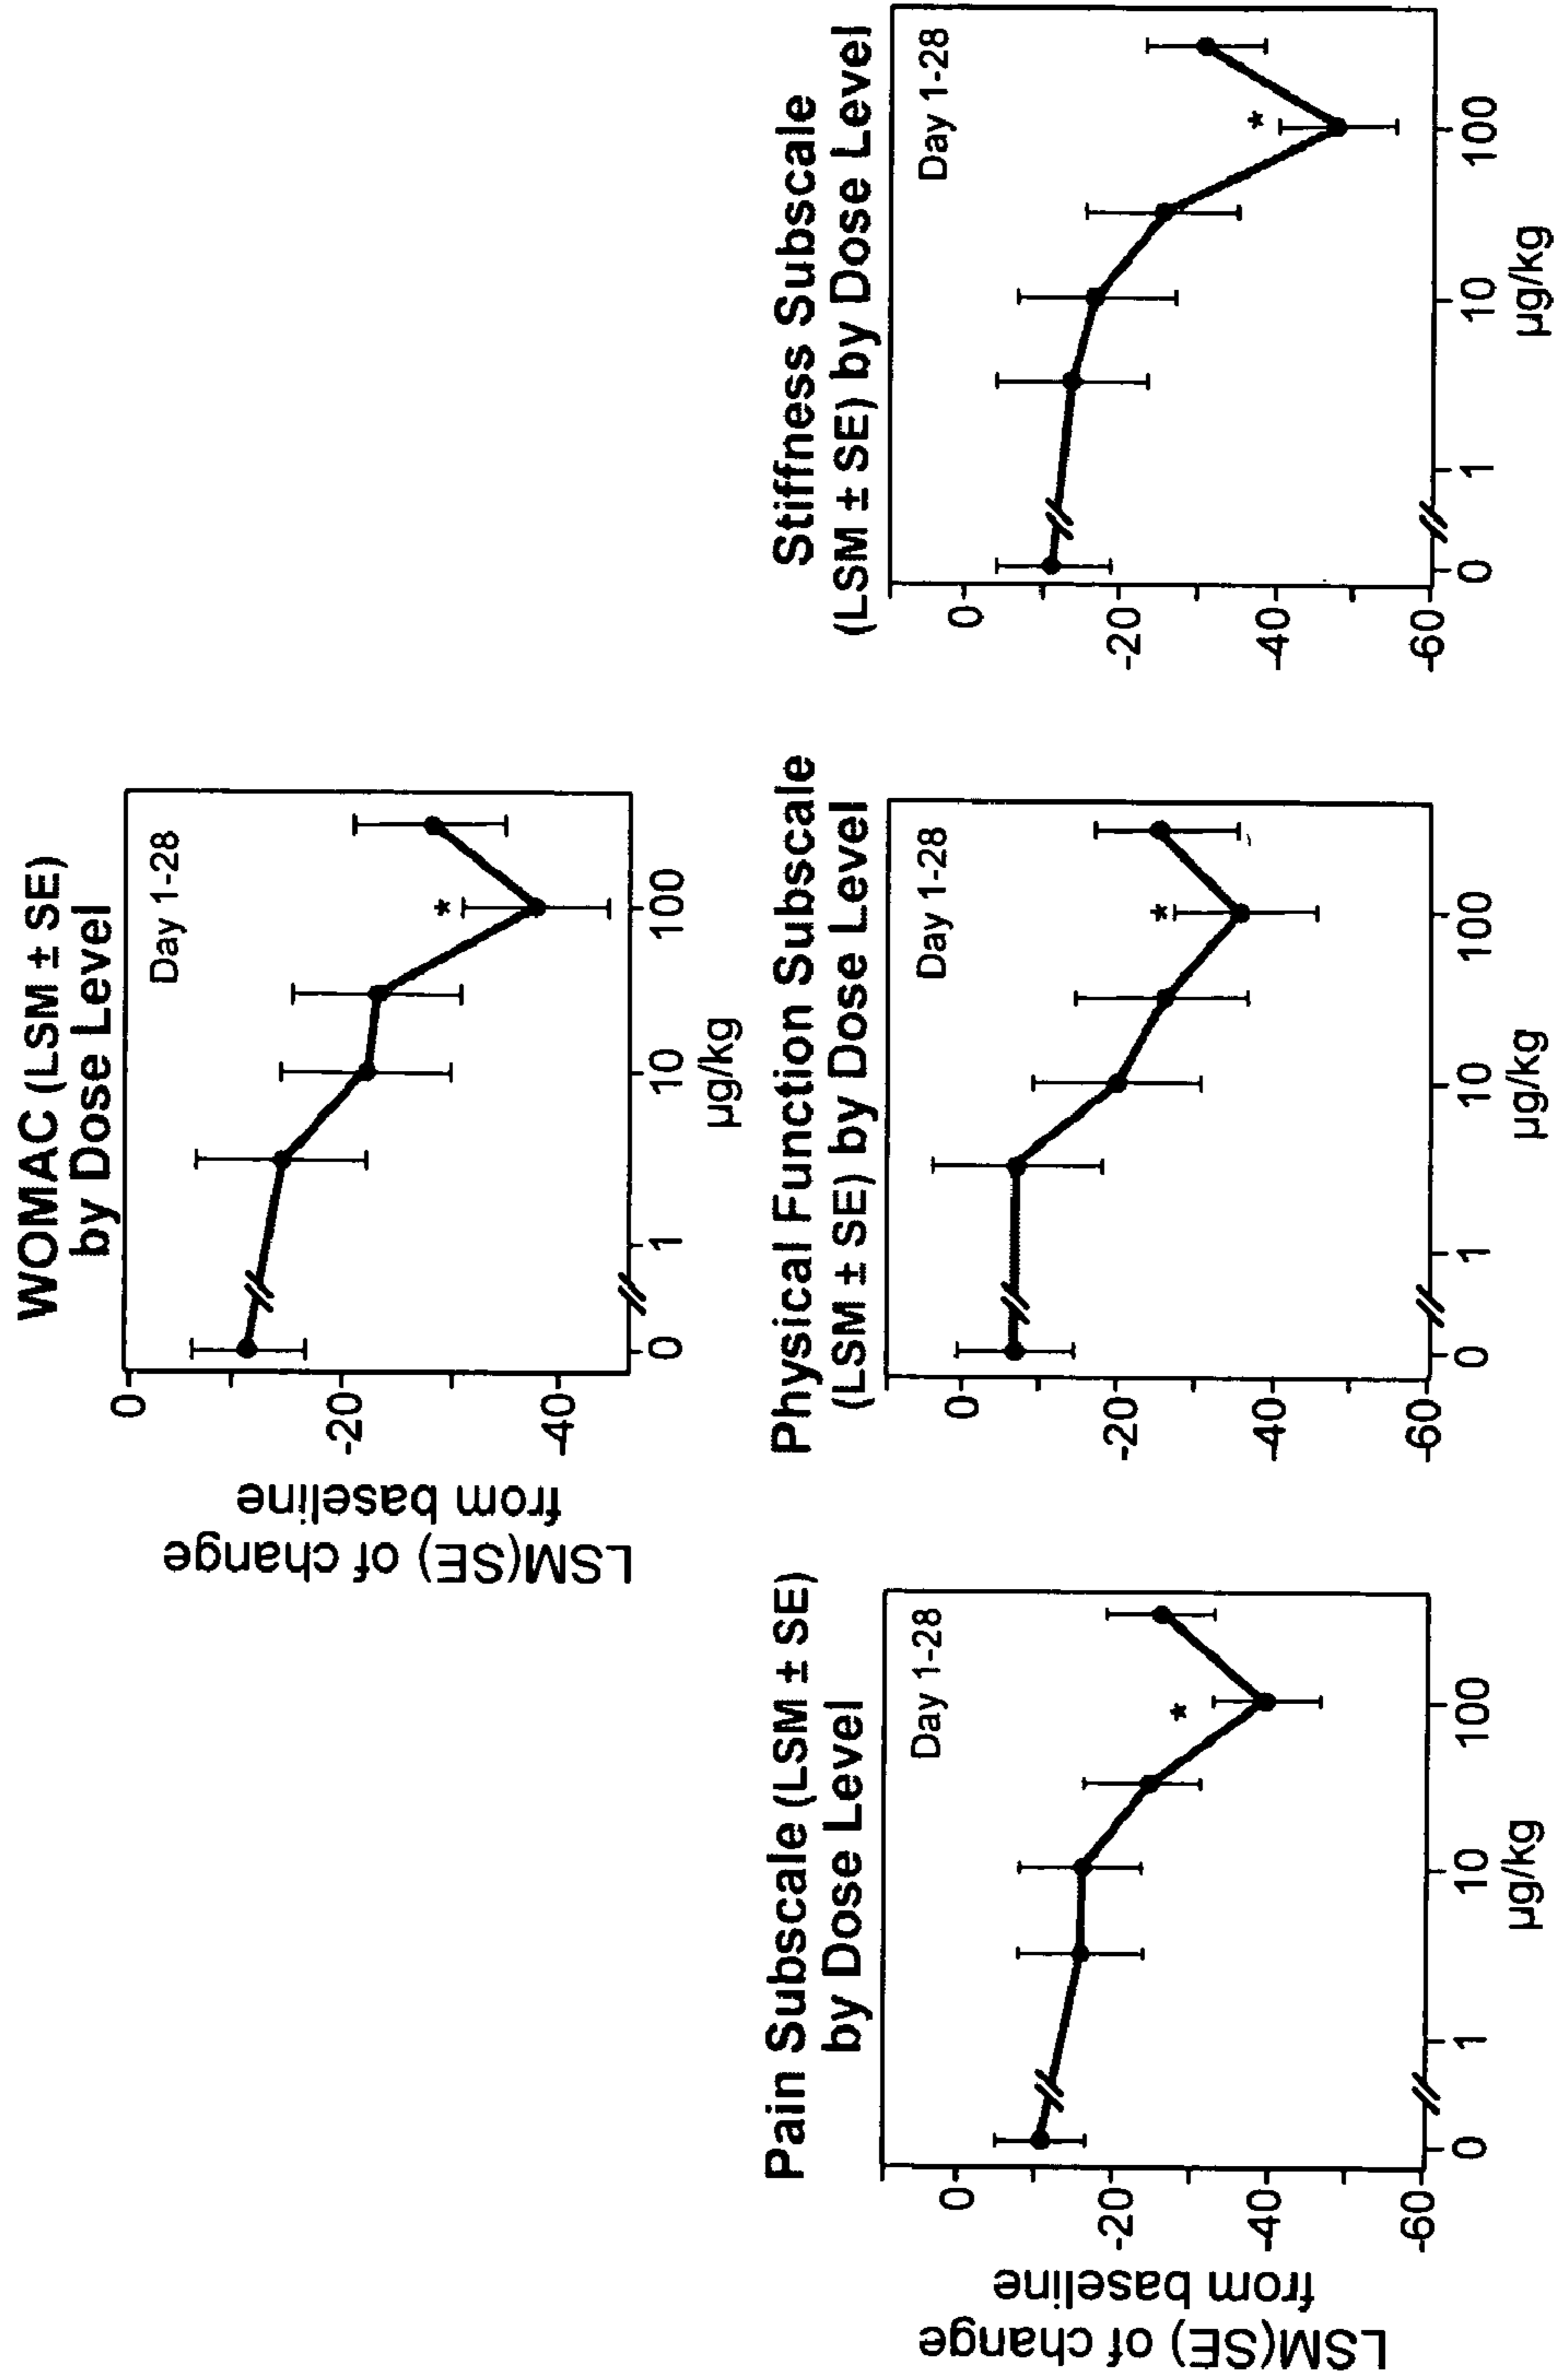 WOMAC (LSM ± SE)
by Dose Level
LSM(SE) of change
from baseline
0
-20
-40
Day 1-28
*
0
1
10
100
µg/kg
Pain Subscale (LSM ± SE)
by Dose Level
LSM(SE) of change
from baseline
0
-20
-40
-60
Day 1-28
*
0
1
10
100
µg/kg
Physical Function Subscale
(LSM ± SE) by Dose Level
0
-20
-40
-60
Day 1-28
*
0
1
10
100
µg/kg
Stiffness Subscale
(LSM ± SE) by Dose Level
0
-20
-40
-60
Day 1-28
*
0
1
10
100
µg/kg